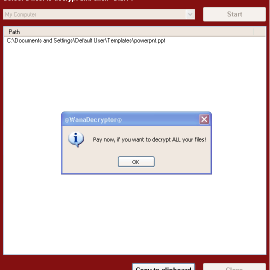 My Computer
Start
Path
C:\Documents and Settings\Default User\Templates\powerpnt.ppt
@WanaDecryptor@
Pay now, if you want to decrypt ALL your files!
OK
Copy to clipboard
Close